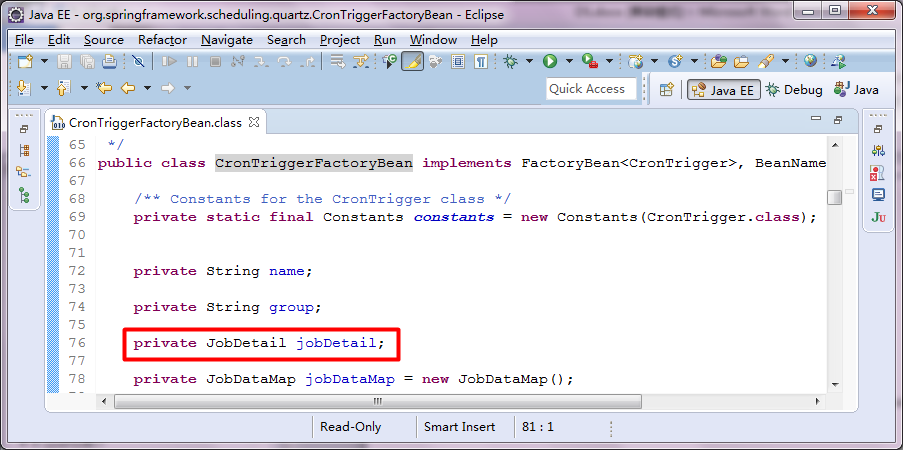 Java EE - org.springframework.scheduling.quartz.CronTriggerFactoryBean - Eclipse
File Edit Source Refactor Navigate Search Project Run Window Help
Quick Access Java EE Debug Java
CronTriggerFactoryBean.class
65 */
66 public class CronTriggerFactoryBean implements FactoryBean<CronTrigger>, BeanName
67
68 /** Constants for the CronTrigger class */
69 private static final Constants constants = new Constants(CronTrigger.class);
70
71
72 private String name;
73
74 private String group;
75
76 private JobDetail jobDetail;
77
78 private JobDataMap jobDataMap = new JobDataMap();
Read-Only Smart Insert 81 : 1